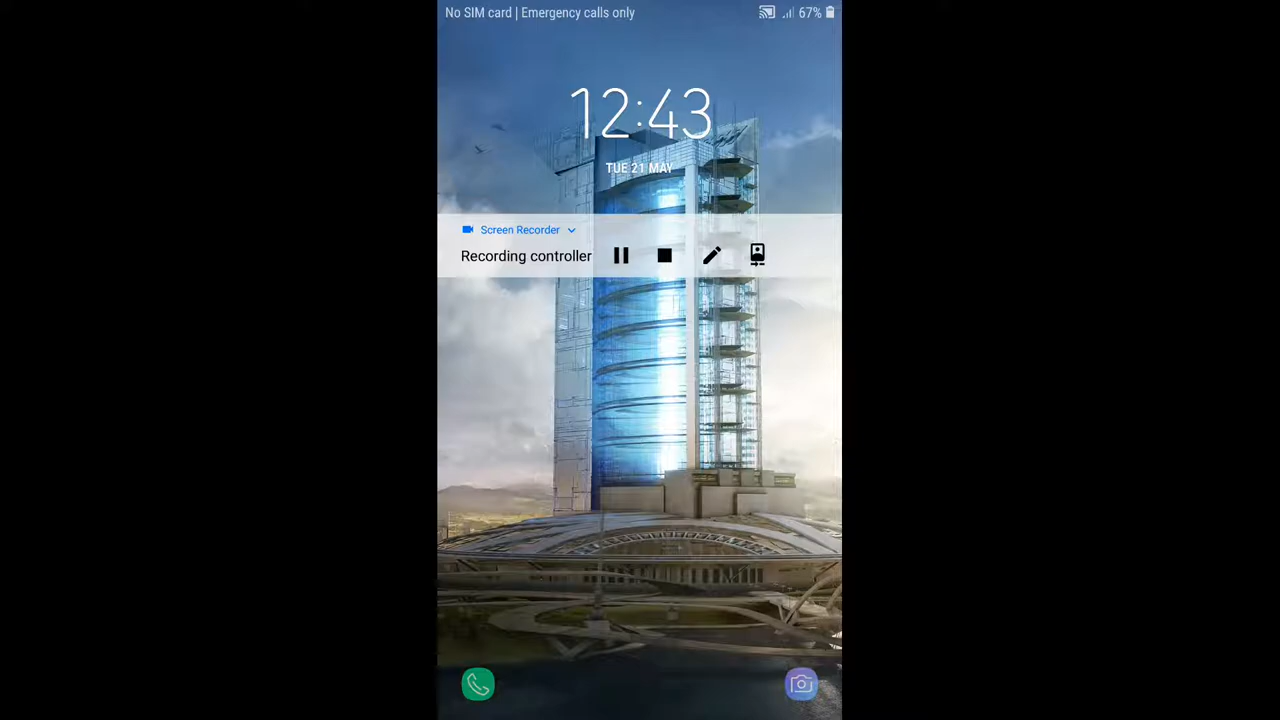 No SIM card | Emergency calls only 67%
12:43
TUE 21 MAY
Screen Recorder
Recording controller